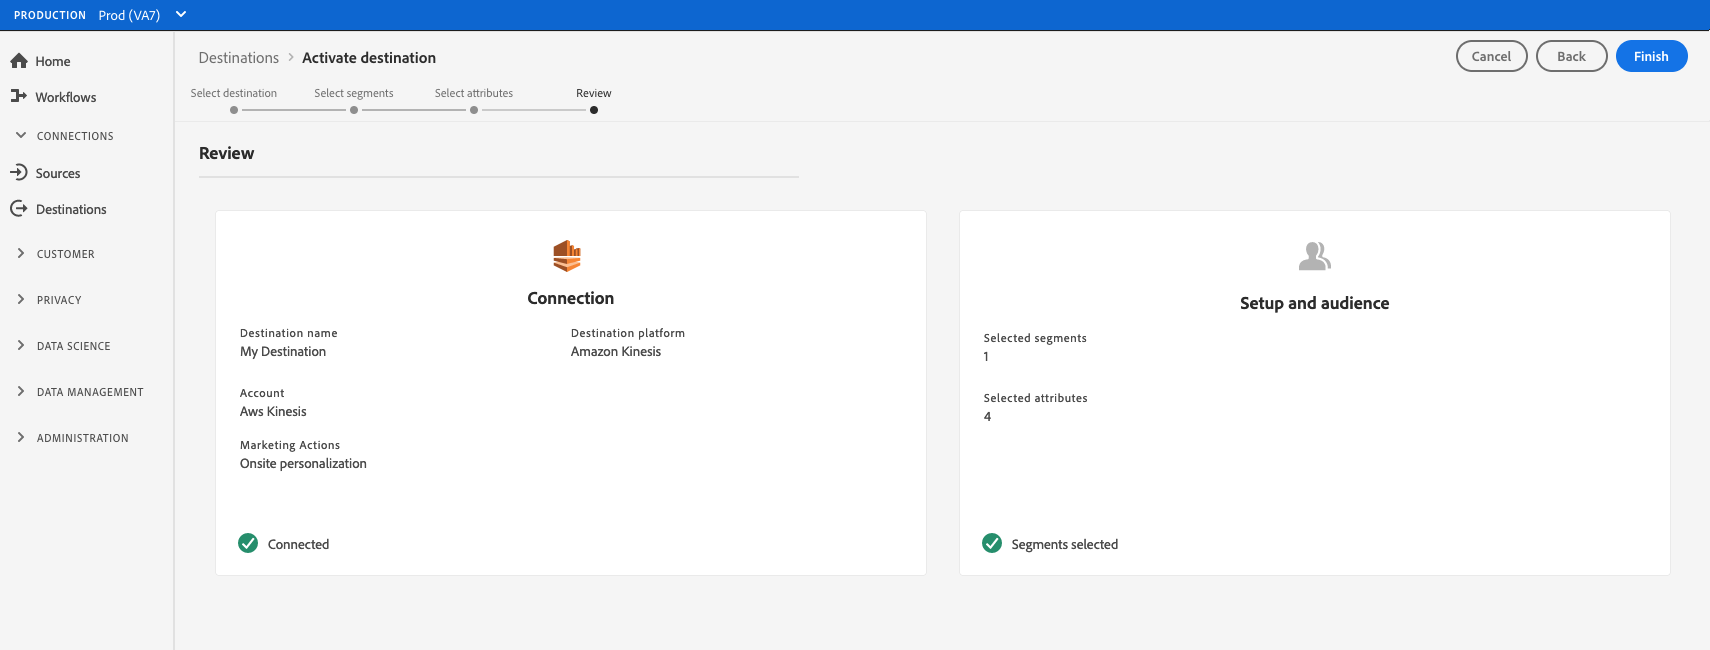 PRODUCTION Prod (VA7)
Home
Workflows
CONNECTIONS
Sources
Destinations
CUSTOMER
PRIVACY
DATA SCIENCE
DATA MANAGEMENT
ADMINISTRATION
Destinations > Activate destination
Cancel
Back
Finish
Select destination
Select segments
Select attributes
Review
Review
Connection
Destination name
My Destination
Destination platform
Amazon Kinesis
Account
Aws Kinesis
Marketing Actions
Onsite personalization
Connected
Setup and audience
Selected segments
1
Selected attributes
4
Segments selected